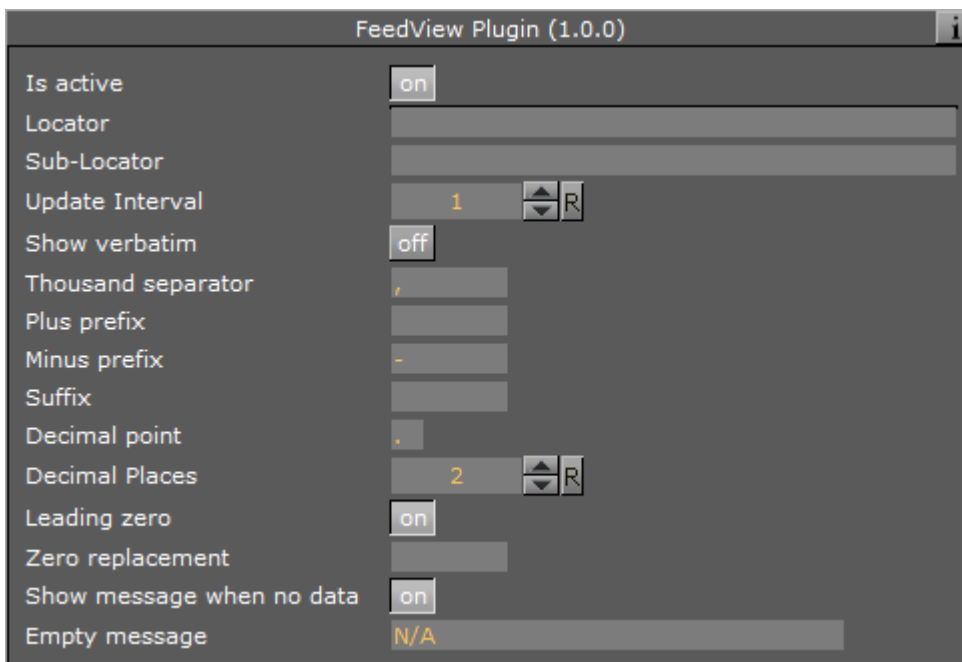 FeedView Plugin (1.0.0) i
Is active on
Locator
Sub-Locator
Update Interval 1 R
Show verbatim off
Thousand separator ,
Plus prefix
Minus prefix -
Suffix
Decimal point .
Decimal Places 2 R
Leading zero on
Zero replacement
Show message when no data on
Empty message N/A